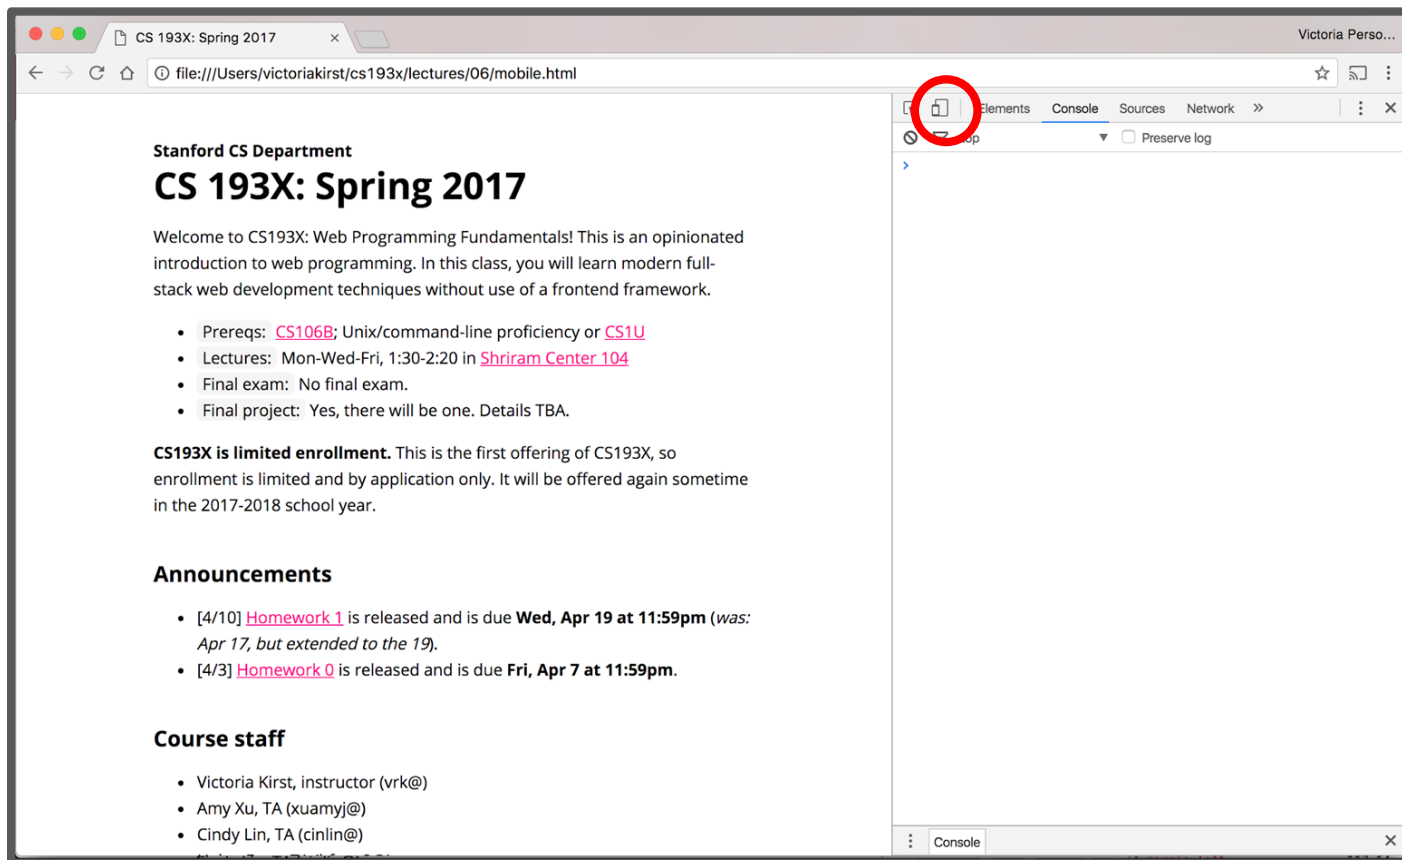 CS 193X: Spring 2017
Victoria Perso...
file:///Users/victoriakirst/cs193x/lectures/06/mobile.html
Elements Console Sources Network »
Preserve log
Stanford CS Department
CS 193X: Spring 2017
Welcome to CS193X: Web Programming Fundamentals! This is an opinionated
introduction to web programming. In this class, you will learn modern full-
stack web development techniques without use of a frontend framework.
• Prereqs: CS106B; Unix/command-line proficiency or CS1U
• Lectures: Mon-Wed-Fri, 1:30-2:20 in Shriram Center 104
• Final exam: No final exam.
• Final project: Yes, there will be one. Details TBA.
CS193X is limited enrollment. This is the first offering of CS193X, so
enrollment is limited and by application only. It will be offered again sometime
in the 2017-2018 school year.
Announcements
• [4/10] Homework 1 is released and is due Wed, Apr 19 at 11:59pm (was:
Apr 17, but extended to the 19).
• [4/3] Homework 0 is released and is due Fri, Apr 7 at 11:59pm.
Course staff
• Victoria Kirst, instructor (vrk@)
• Amy Xu, TA (xuamyj@)
• Cindy Lin, TA (cinlin@)
Console